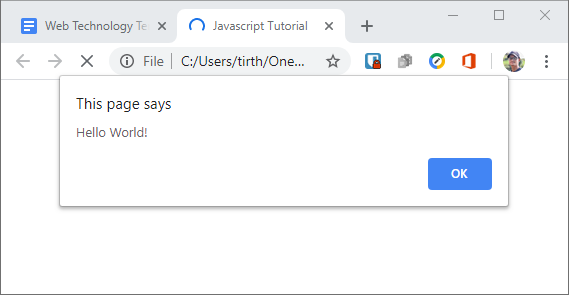 Web Technology Te
Javascript Tutorial
File
C:/Users/tirth/One...
This page says
Hello World!
OK